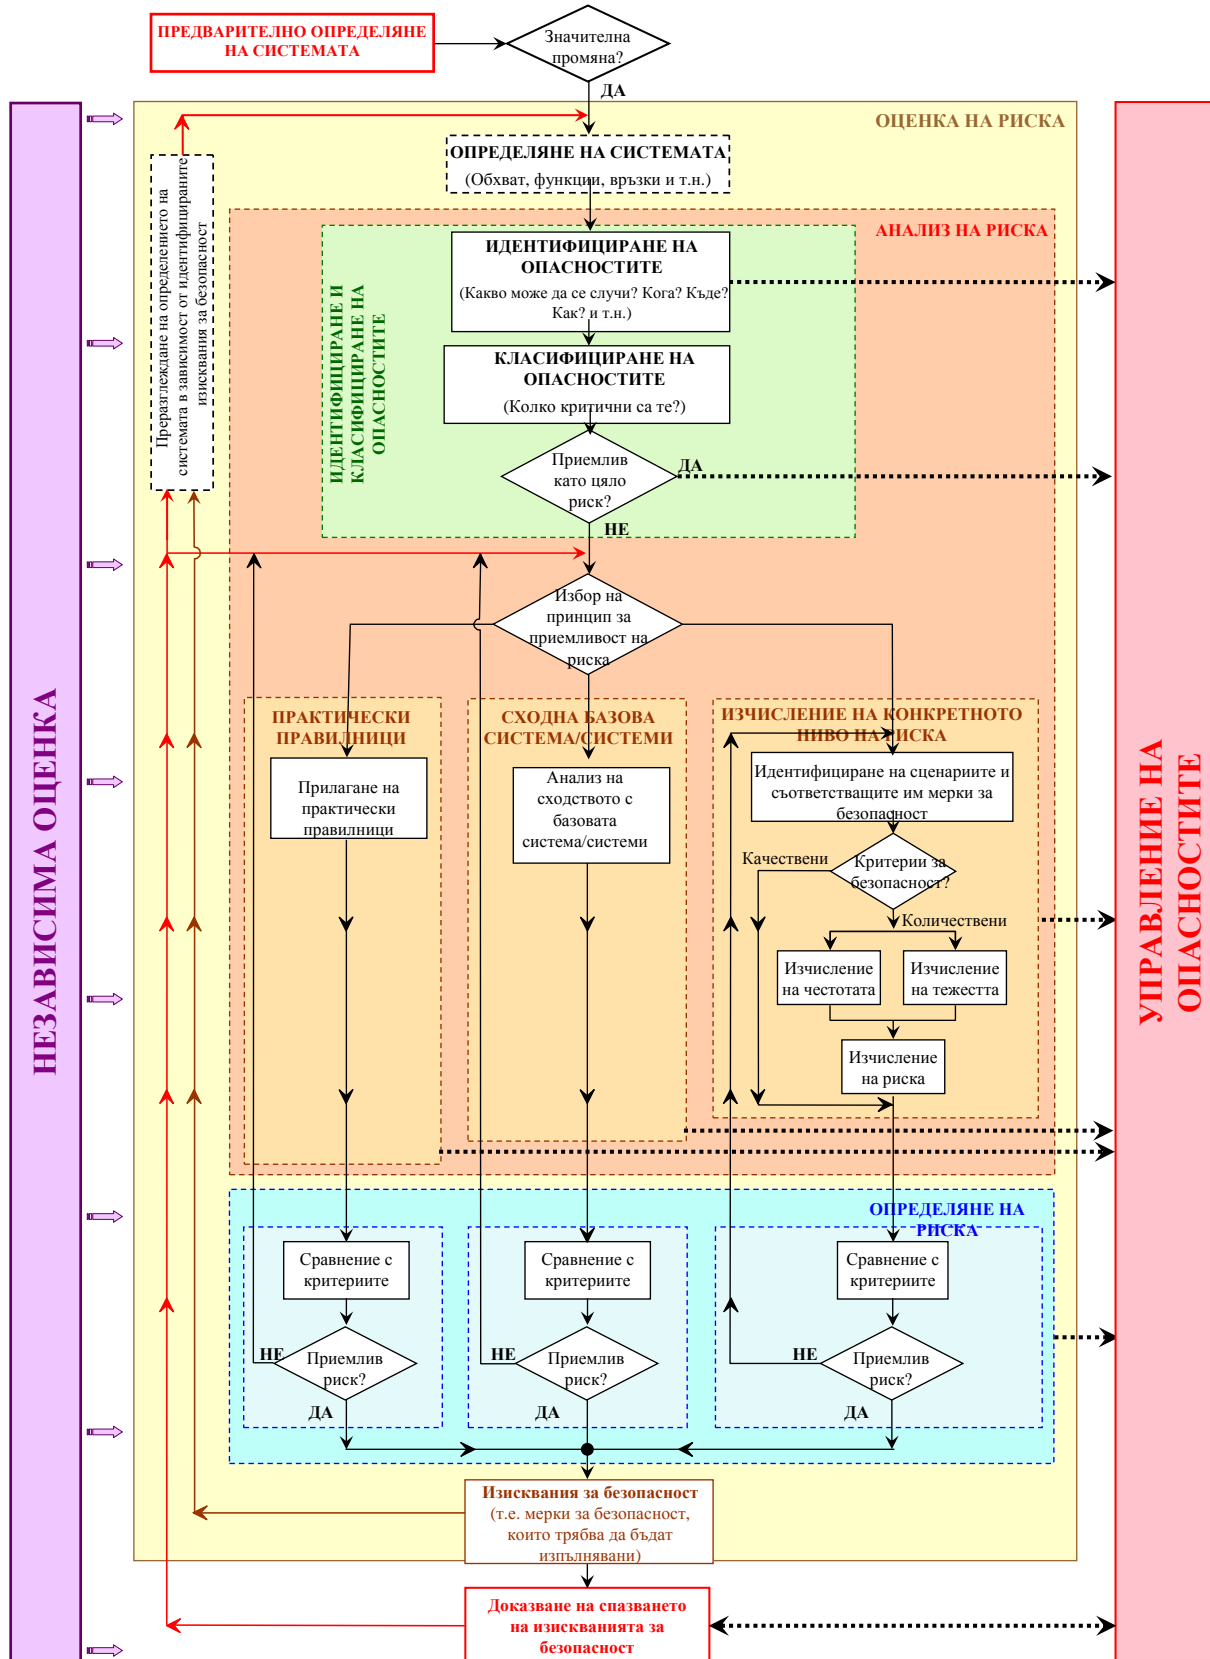 ПРЕДВАРИТЕЛНО ОПРЕДЕЛЯНЕ
НА СИСТЕМАТА
Значителна
промяна?
ДА
ОЦЕНКА НА РИСКА
ОПРЕДЕЛЯНЕ НА СИСТЕМАТА
(Обхват, функции, връзки и т.н.)
Преразглеждане на определението на
системата в зависимост от идентифицираните
изисквания за безопасност
АНАЛИЗ НА РИСКА
ИДЕНТИФИЦИРАНЕ И
КЛАСИФИЦИРАНЕ НА
ОПАСНОСТИТЕ
ИДЕНТИФИЦИРАНЕ НА
ОПАСНОСТИТЕ
(Какво може да се случи? Кога? Къде?
Как? и т.н.)
КЛАСИФИЦИРАНЕ НА
ОПАСНОСТИТЕ
(Колко критични са те?)
Приемлив
като цяло
риск?
ДА
НЕ
Избор на
принцип за
приемливост на
риска
НЕЗАВИСИМА ОЦЕНКА
УПРАВЛЕНИЕ НА
ОПАСНОСТИТЕ
ПРАКТИЧЕСКИ
ПРАВИЛНИЦИ
Прилагане на
практически
правилници
СХОДНА БАЗОВА
СИСТЕМА/СИСТЕМИ
Анализ на
сходството с
базовата
система/системи
ИЗЧИСЛЕНИЕ НА КОНКРЕТНОТО
НИВО НА РИСКА
Идентифициране на сценариите и
съответстващите им мерки за
безопасност
Качествени
Критерии за
безопасност?
Количествени
Изчисление
на честотата
Изчисление
на тежестта
Изчисление
на риска
ОПРЕДЕЛЯНЕ НА
РИСКА
Сравнение с
критериите
Приемлив
риск?
НЕ
ДА
Сравнение с
критериите
Приемлив
риск?
НЕ
ДА
Сравнение с
критериите
Приемлив
риск?
НЕ
ДА
Изисквания за безопасност
(т.е. мерки за безопасност,
които трябва да бъдат
изпълнявани)
Доказване на спазването
на изискванията за
безопасност